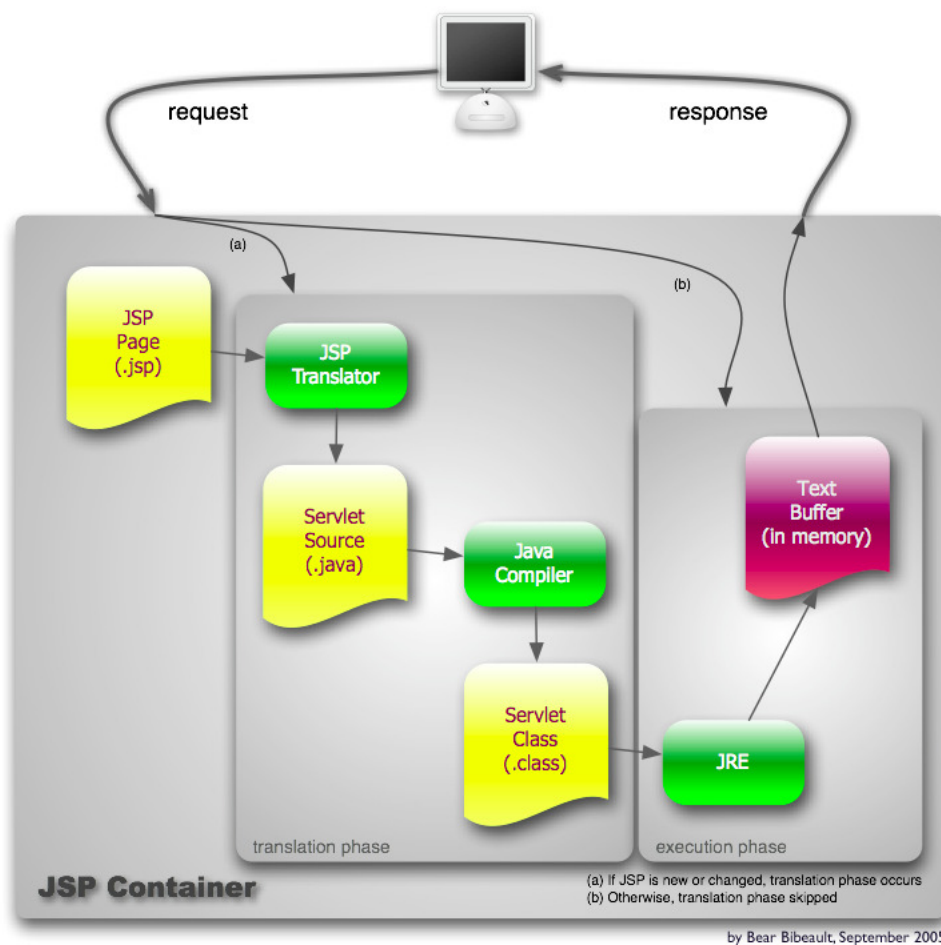 request
response
(a)
(b)
JSP
Page
(.jsp)
JSP
Translator
Servlet
Source
(.java)
Java
Compiler
Servlet
Class
(.class)
translation phase
Text
Buffer
(in memory)
JRE
execution phase
JSP Container
(a) If JSP is new or changed, translation phase occurs
(b) Otherwise, translation phase skipped
by Bear Bibeault, September 2005